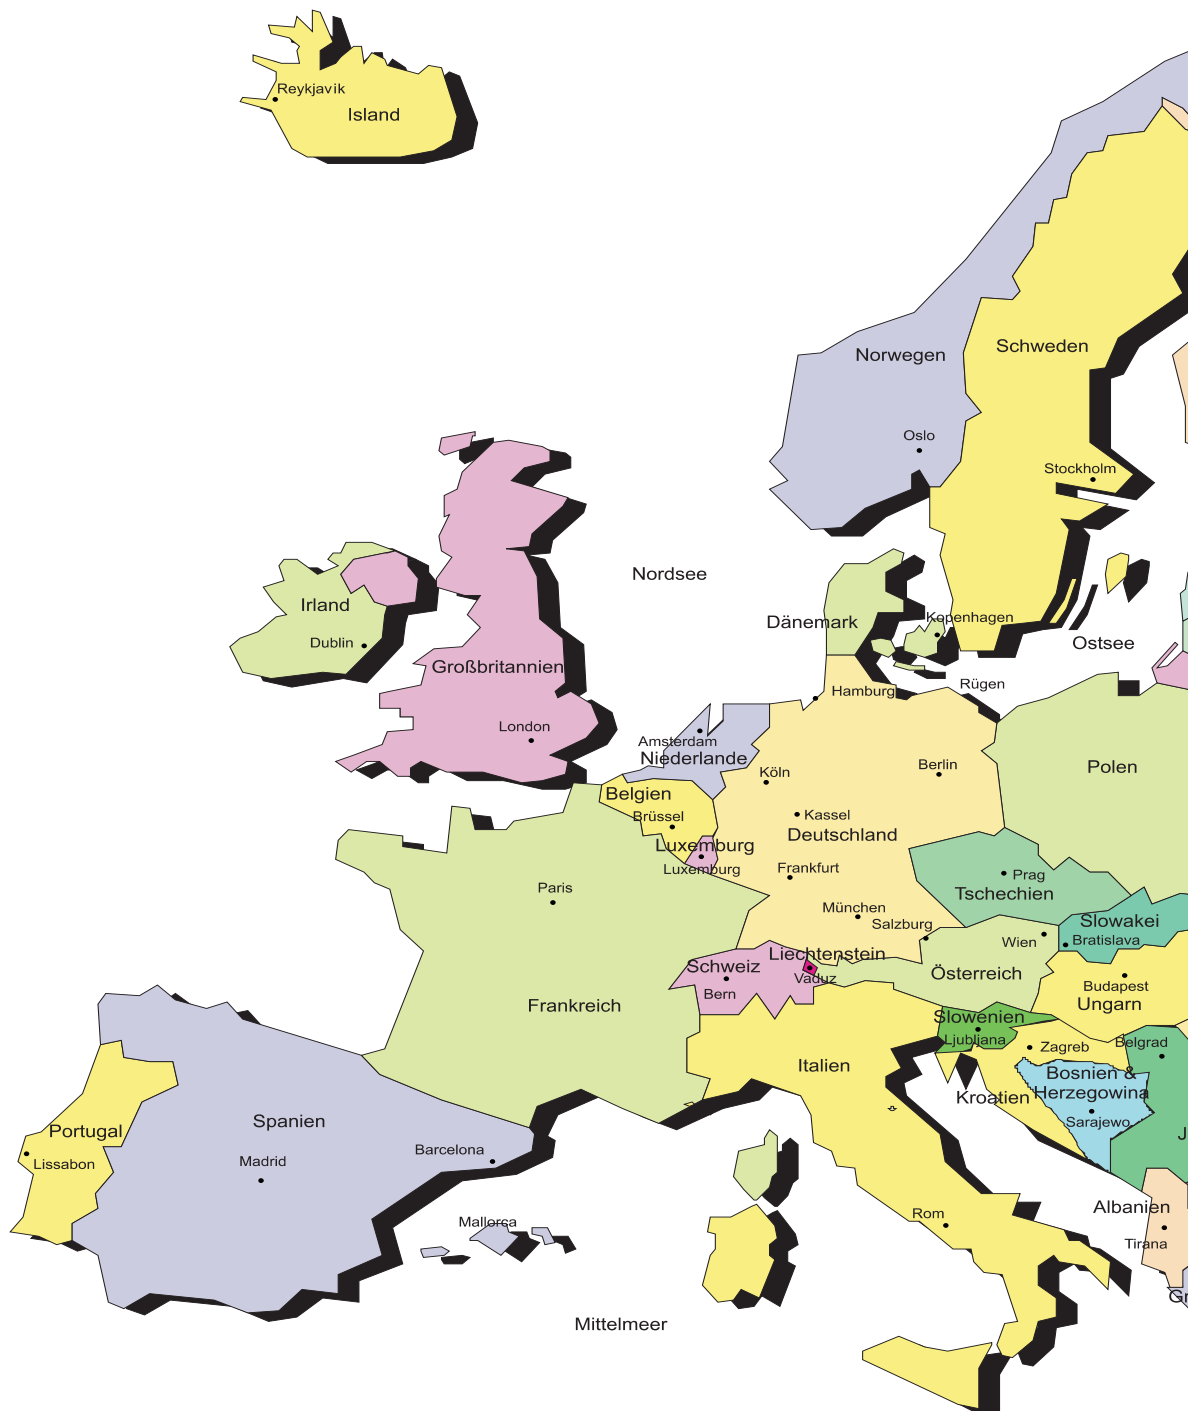 Reykjavik
Island
Norwegen
Schweden
Oslo
Stockholm
Nordsee
Irland
Dänemark
Kopenhagen
Dublin
Ostsee
Großbritannien
Hamburg
Rügen
London
Amsterdam
Niederlande
Köln
Berlin
Polen
Belgien
Brüssel
Kassel
Deutschland
Luxemburg
Luxemburg
Frankfurt
Paris
Prag
Tschechien
München
Salzburg
Slowakei
Wien
Bratislava
Liechtenstein
Schweiz
Vaduz
Österreich
Bern
Budapest
Ungarn
Frankreich
Slowenien
Ljubljana
Zagreb
Belgrad
Italien
Bosnien &
Herzegowina
Kroatien
Sarajewo
Spanien
Portugal
J
Barcelona
Madrid
Lissabon
Albanien
Rom
Mallorca
Tirana
Gr
Mittelmeer